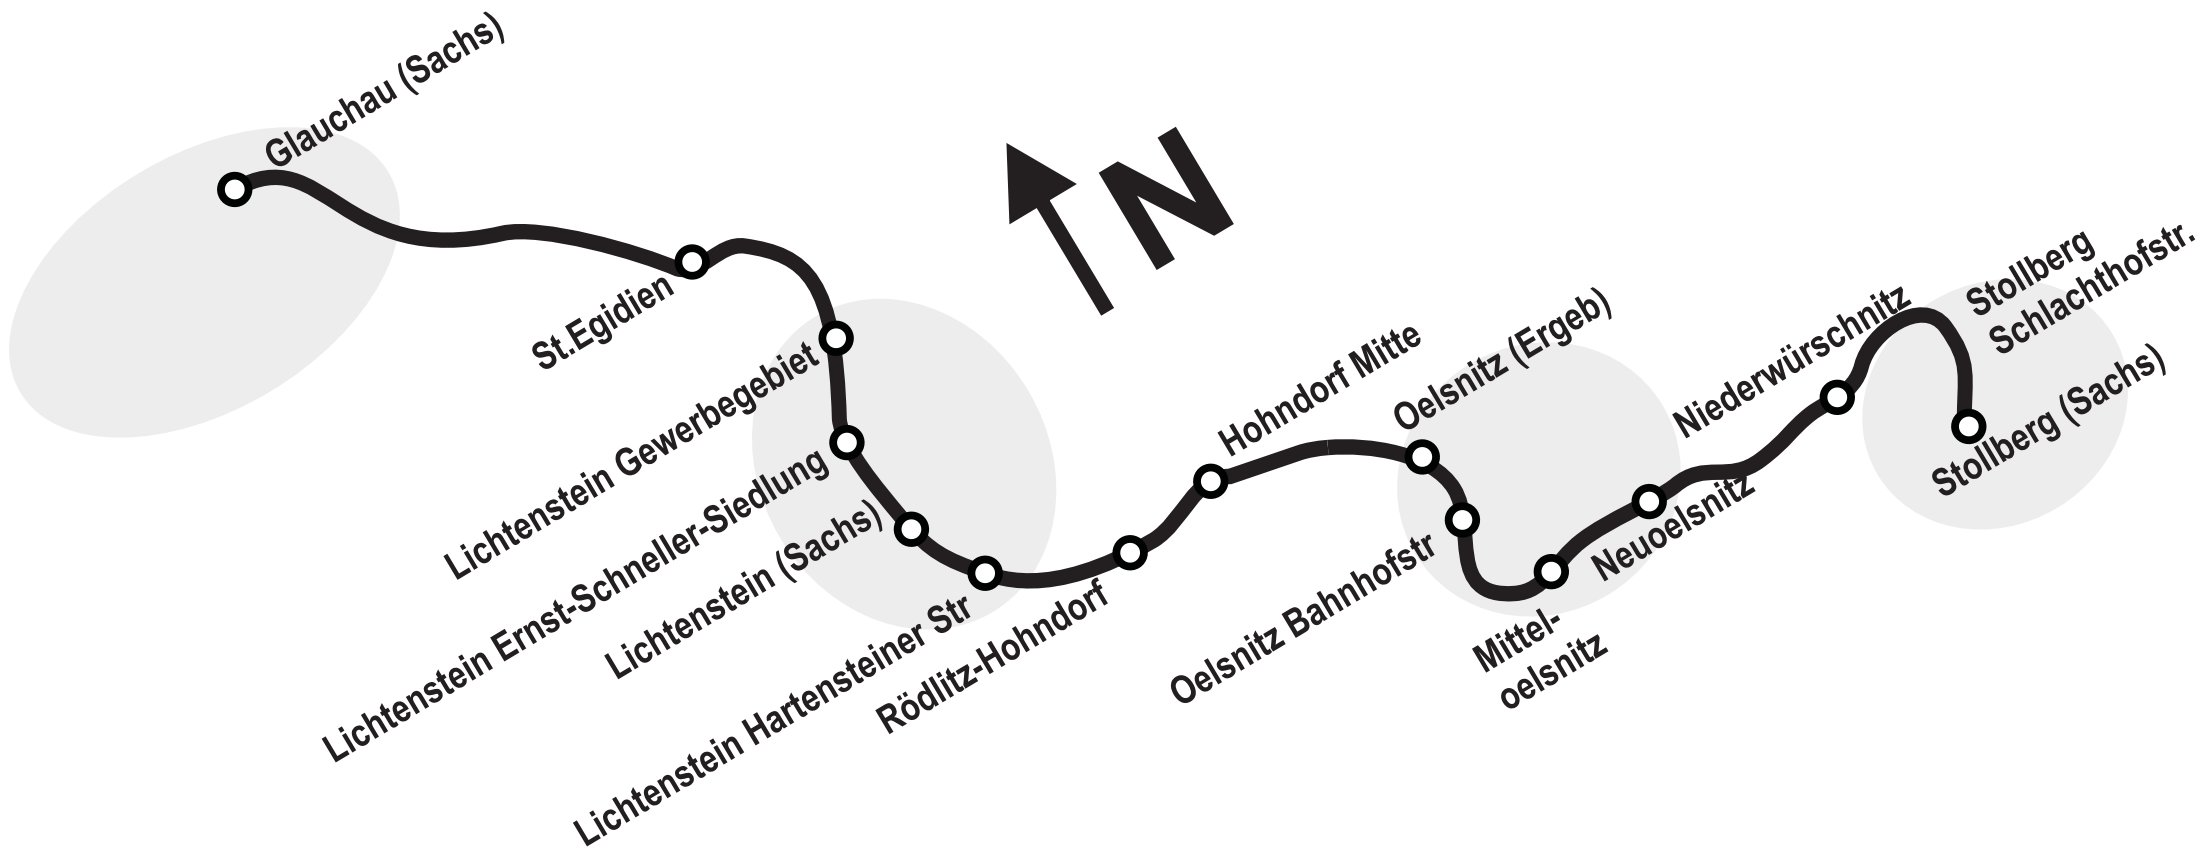 Glauchau (Sachs)
St.Egidien
Lichtenstein Gewerbegebiet
Lichtenstein Ernst-Schneller-Siedlung
Lichtenstein (Sachs)
Lichtenstein Hartensteiner Str
Rödlitz-Hohndorf
N
Hohndorf Mitte
Oelsnitz (Ergeb)
Oelsnitz Bahnhofstr
Mittel-
oelsnitz
Neuoelsnitz
Niederwürschnitz
Stollberg
Schlachthofstr.
Stollberg (Sachs)